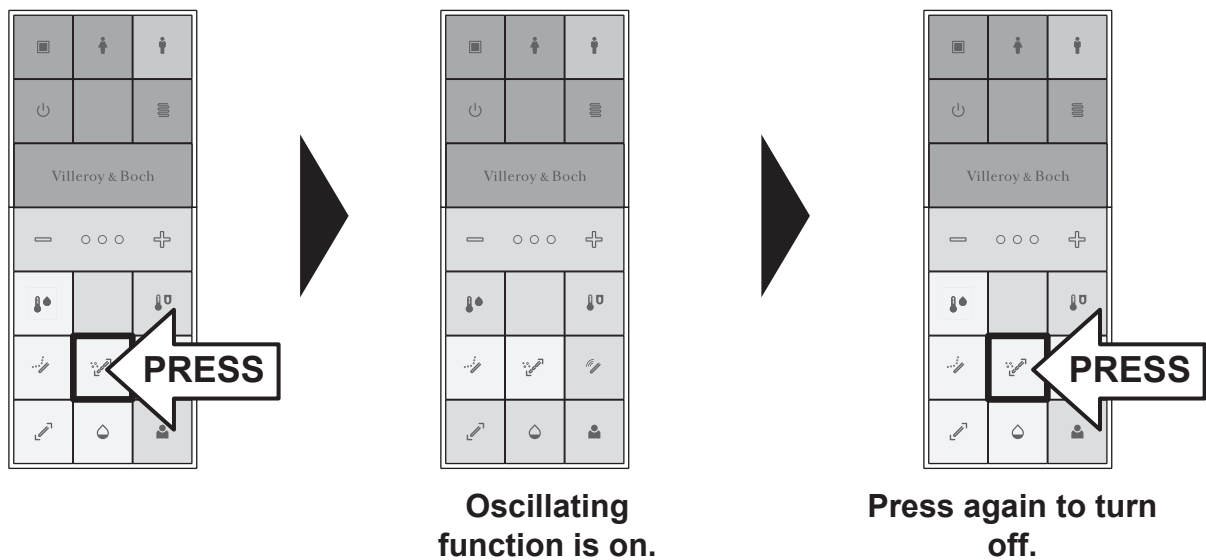 Villeroy & Boch
PRESS
Villeroy & Boch
Oscillating
function is on.
Villeroy & Boch
PRESS
Press again to turn
off.